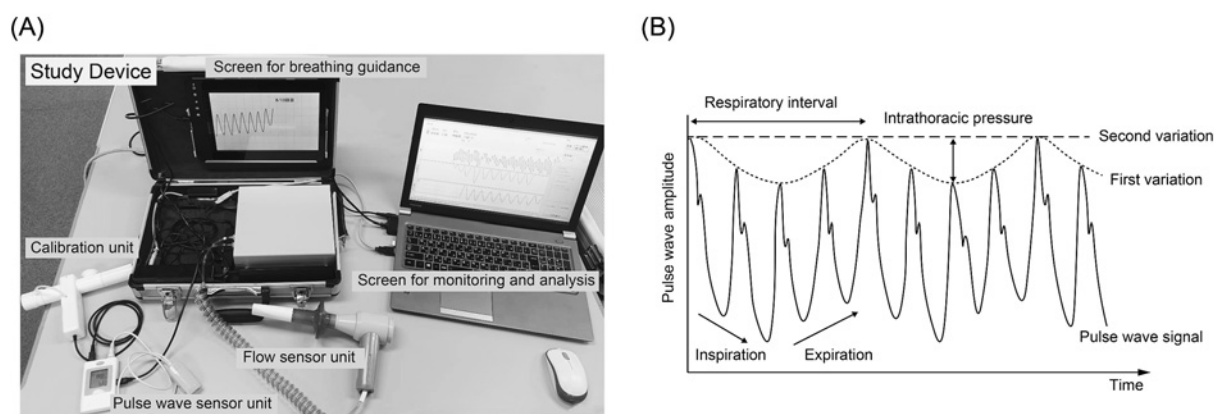 (A)
Study Device
Screen for breathing guidance
Calibration unit
Screen for monitoring and analysis
Flow sensor unit
Pulse wave sensor unit
(B)
Respiratory interval
Intrathoracic pressure
Second variation
First variation
Pulse wave amplitude
Pulse wave signal
Inspiration
Expiration
Time